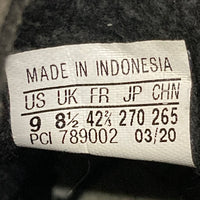 MADE IN INDONESIA
US UK FR JP CHN
9 8½ 42⅔ 270 265
PCI 789002 03/20